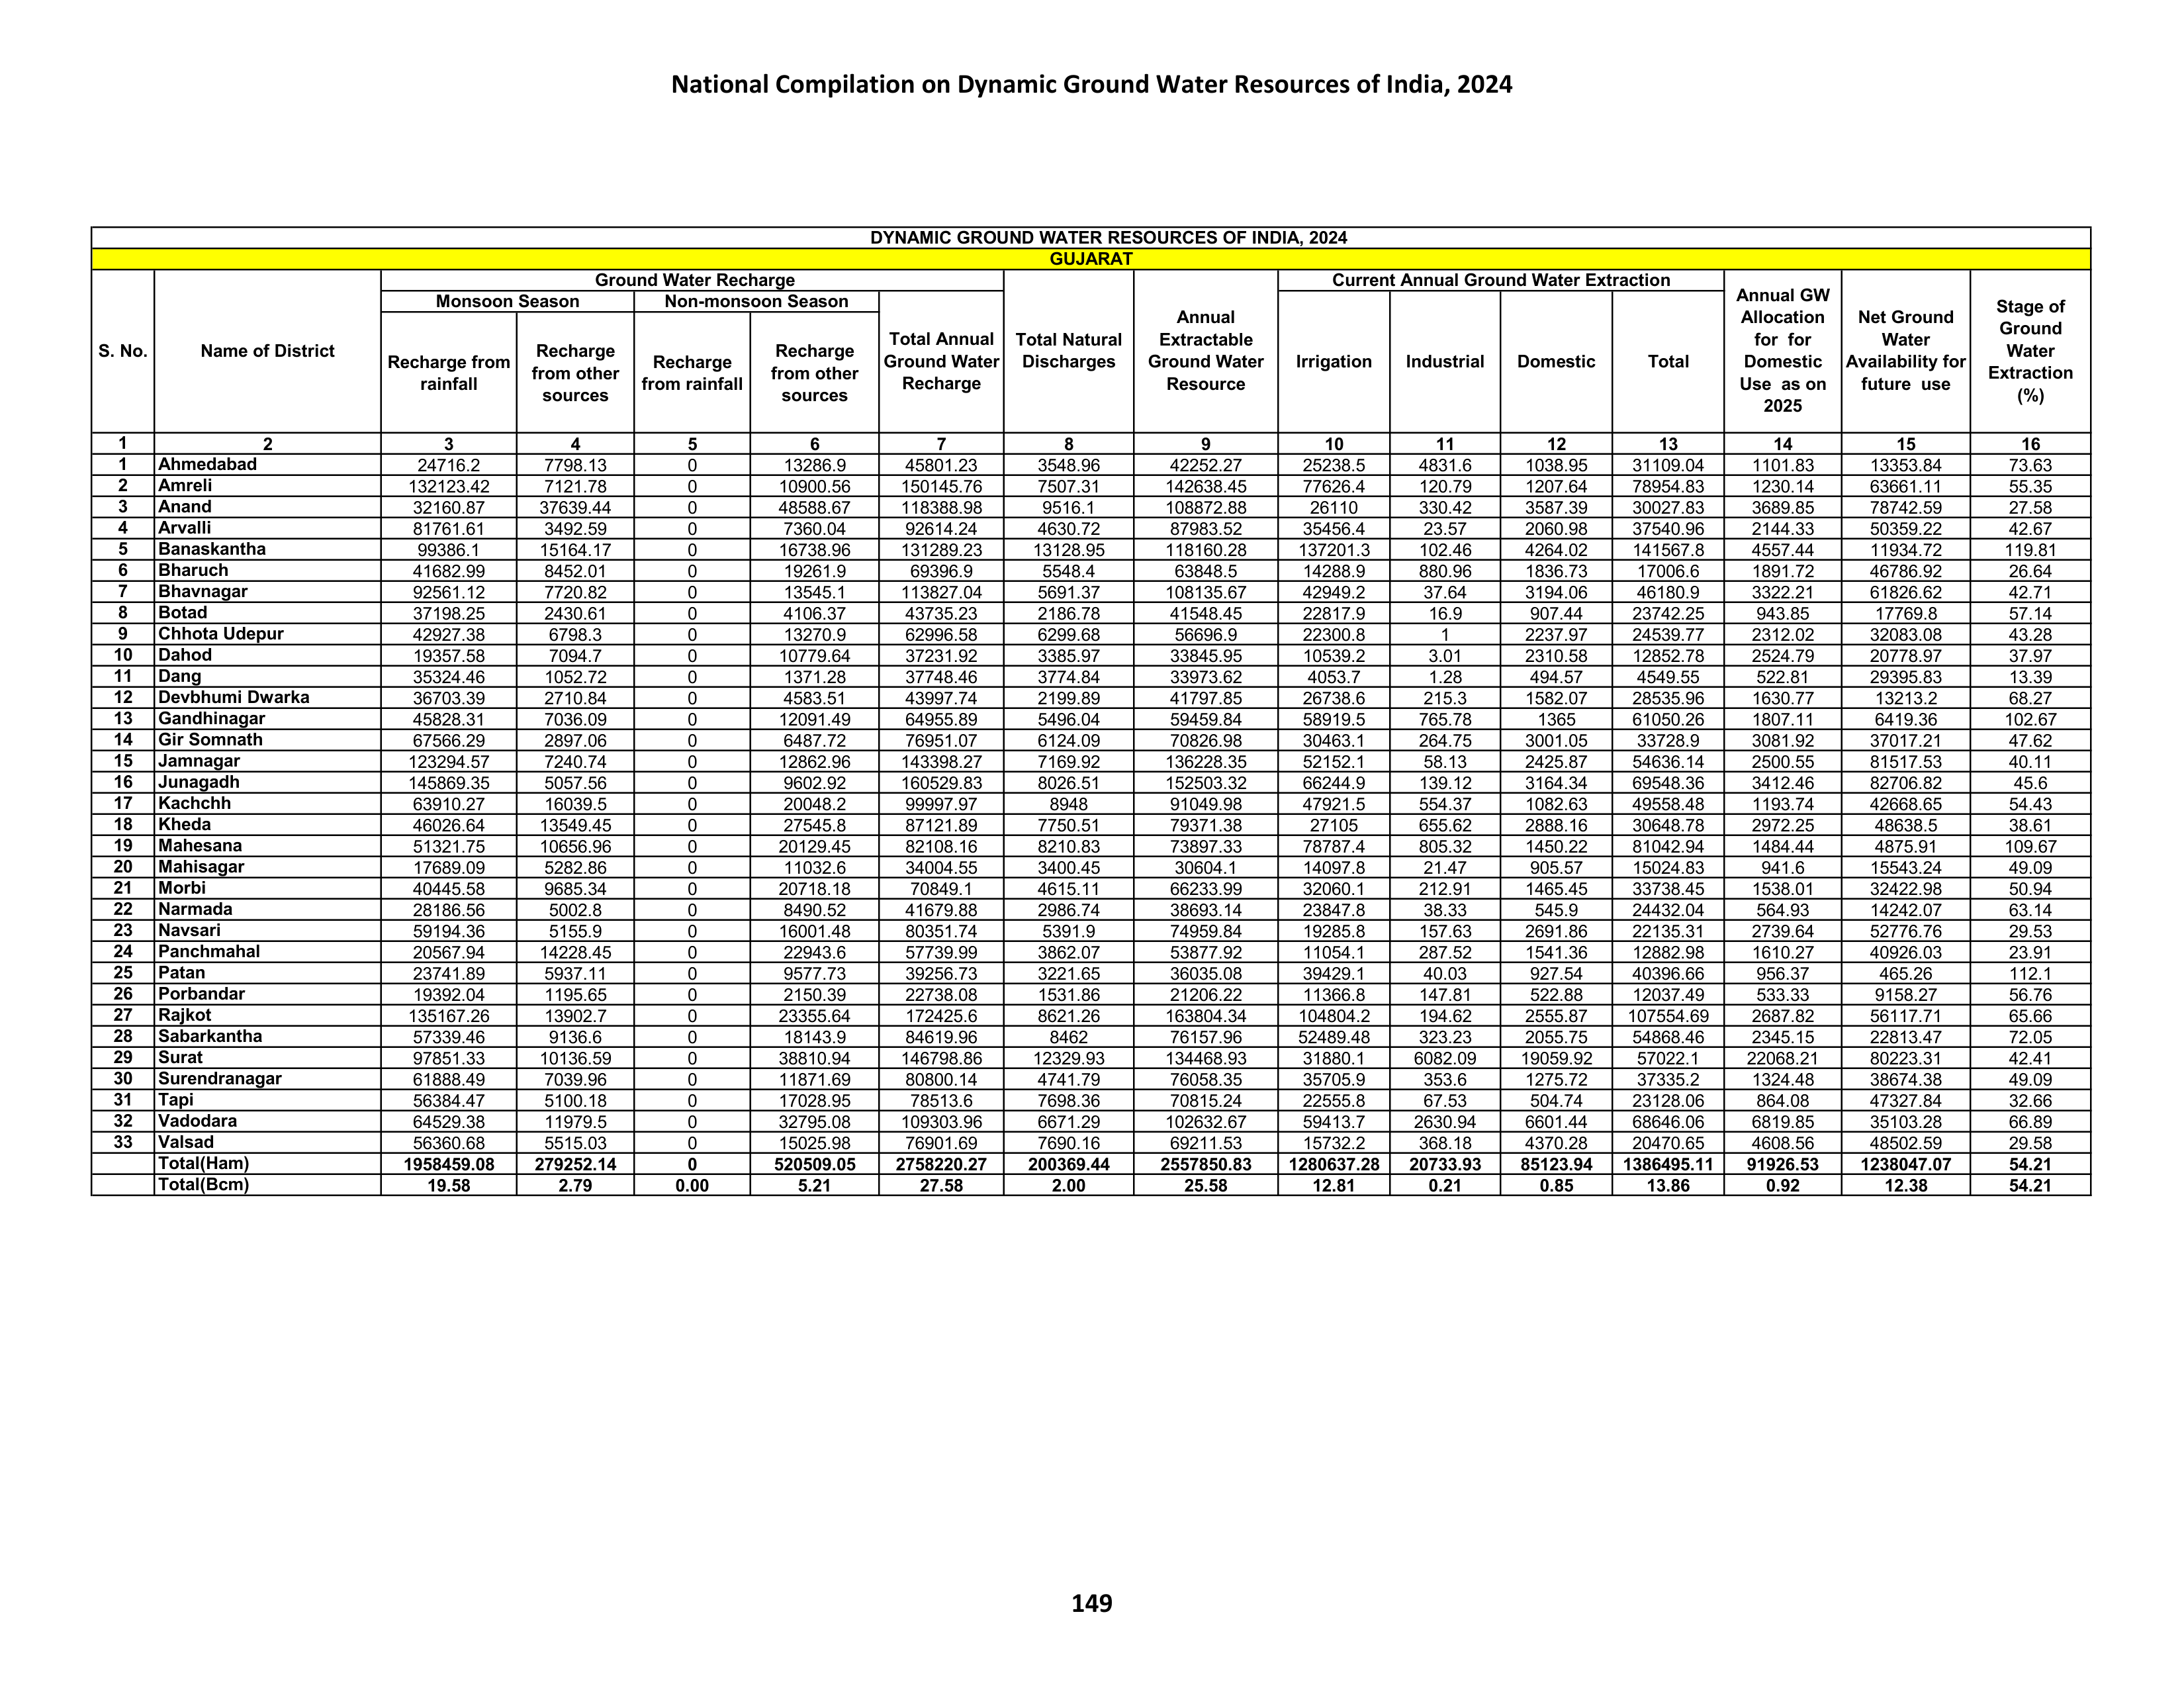 National Compilation on Dynamic Ground Water Resources of India, 2024
DYNAMIC GROUND WATER RESOURCES OF INDIA, 2024
GUJARAT
S. No. Name of District Ground Water Recharge Total Natural Discharges Annual Extractable Ground Water Resource Current Annual Ground Water Extraction Annual GW Allocation for for Domestic Use as on 2025 Net Ground Water Availability for future use Stage of Ground Water Extraction (%)
Monsoon Season Non-monsoon Season Total Annual Ground Water Recharge Irrigation Industrial Domestic Total
Recharge from rainfall Recharge from other sources Recharge from rainfall Recharge from other sources
1 2 3 4 5 6 7 8 9 10 11 12 13 14 15 16
1 Ahmedabad 24716.2 7798.13 0 13286.9 45801.23 3548.96 42252.27 25238.5 4831.6 1038.95 31109.04 1101.83 13353.84 73.63
2 Amreli 132123.42 7121.78 0 10900.56 150145.76 7507.31 142638.45 77626.4 120.79 1207.64 78954.83 1230.14 63661.11 55.35
3 Anand 32160.87 37639.44 0 48588.67 118388.98 9516.1 108872.88 26110 330.42 3587.39 30027.83 3689.85 78742.59 27.58
4 Arvalli 81761.61 3492.59 0 7360.04 92614.24 4630.72 87983.52 35456.4 23.57 2060.98 37540.96 2144.33 50359.22 42.67
5 Banaskantha 99386.1 15164.17 0 16738.96 131289.23 13128.95 118160.28 137201.3 102.46 4264.02 141567.8 4557.44 11934.72 119.81
6 Bharuch 41682.99 8452.01 0 19261.9 69396.9 5548.4 63848.5 14288.9 880.96 1836.73 17006.6 1891.72 46786.92 26.64
7 Bhavnagar 92561.12 7720.82 0 13545.1 113827.04 5691.37 108135.67 42949.2 37.64 3194.06 46180.9 3322.21 61826.62 42.71
8 Botad 37198.25 2430.61 0 4106.37 43735.23 2186.78 41548.45 22817.9 16.9 907.44 23742.25 943.85 17769.8 57.14
9 Chhota Udepur 42927.38 6798.3 0 13270.9 62996.58 6299.68 56696.9 22300.8 1 2237.97 24539.77 2312.02 32083.08 43.28
10 Dahod 19357.58 7094.7 0 10779.64 37231.92 3385.97 33845.95 10539.2 3.01 2310.58 12852.78 2524.79 20778.97 37.97
11 Dang 35324.46 1052.72 0 1371.28 37748.46 3774.84 33973.62 4053.7 1.28 494.57 4549.55 522.81 29395.83 13.39
12 Devbhumi Dwarka 36703.39 2710.84 0 4583.51 43997.74 2199.89 41797.85 26738.6 215.3 1582.07 28535.96 1630.77 13213.2 68.27
13 Gandhinagar 45828.31 7036.09 0 12091.49 64955.89 5496.04 59459.84 58919.5 765.78 1365 61050.26 1807.11 6419.36 102.67
14 Gir Somnath 67566.29 2897.06 0 6487.72 76951.07 6124.09 70826.98 30463.1 264.75 3001.05 33728.9 3081.92 37017.21 47.62
15 Jamnagar 123294.57 7240.74 0 12862.96 143398.27 7169.92 136228.35 52152.1 58.13 2425.87 54636.14 2500.55 81517.53 40.11
16 Junagadh 145869.35 5057.56 0 9602.92 160529.83 8026.51 152503.32 66244.9 139.12 3164.34 69548.36 3412.46 82706.82 45.6
17 Kachchh 63910.27 16039.5 0 20048.2 99997.97 8948 91049.98 47921.5 554.37 1082.63 49558.48 1193.74 42668.65 54.43
18 Kheda 46026.64 13549.45 0 27545.8 87121.89 7750.51 79371.38 27105 655.62 2888.16 30648.78 2972.25 48638.5 38.61
19 Mahesana 51321.75 10656.96 0 20129.45 82108.16 8210.83 73897.33 78787.4 805.32 1450.22 81042.94 1484.44 4875.91 109.67
20 Mahisagar 17689.09 5282.86 0 11032.6 34004.55 3400.45 30604.1 14097.8 21.47 905.57 15024.83 941.6 15543.24 49.09
21 Morbi 40445.58 9685.34 0 20718.18 70849.1 4615.11 66233.99 32060.1 212.91 1465.45 33738.45 1538.01 32422.98 50.94
22 Narmada 28186.56 5002.8 0 8490.52 41679.88 2986.74 38693.14 23847.8 38.33 545.9 24432.04 564.93 14242.07 63.14
23 Navsari 59194.36 5155.9 0 16001.48 80351.74 5391.9 74959.84 19285.8 157.63 2691.86 22135.31 2739.64 52776.76 29.53
24 Panchmahal 20567.94 14228.45 0 22943.6 57739.99 3862.07 53877.92 11054.1 287.52 1541.36 12882.98 1610.27 40926.03 23.91
25 Patan 23741.89 5937.11 0 9577.73 39256.73 3221.65 36035.08 39429.1 40.03 927.54 40396.66 956.37 465.26 112.1
26 Porbandar 19392.04 1195.65 0 2150.39 22738.08 1531.86 21206.22 11366.8 147.81 522.88 12037.49 533.33 9158.27 56.76
27 Rajkot 135167.26 13902.7 0 23355.64 172425.6 8621.26 163804.34 104804.2 194.62 2555.87 107554.69 2687.82 56117.71 65.66
28 Sabarkantha 57339.46 9136.6 0 18143.9 84619.96 8462 76157.96 52489.48 323.23 2055.75 54868.46 2345.15 22813.47 72.05
29 Surat 97851.33 10136.59 0 38810.94 146798.86 12329.93 134468.93 31880.1 6082.09 19059.92 57022.1 22068.21 80223.31 42.41
30 Surendranagar 61888.49 7039.96 0 11871.69 80800.14 4741.79 76058.35 35705.9 353.6 1275.72 37335.2 1324.48 38674.38 49.09
31 Tapi 56384.47 5100.18 0 17028.95 78513.6 7698.36 70815.24 22555.8 67.53 504.74 23128.06 864.08 47327.84 32.66
32 Vadodara 64529.38 11979.5 0 32795.08 109303.96 6671.29 102632.67 59413.7 2630.94 6601.44 68646.06 6819.85 35103.28 66.89
33 Valsad 56360.68 5515.03 0 15025.98 76901.69 7690.16 69211.53 15732.2 368.18 4370.28 20470.65 4608.56 48502.59 29.58
Total(Ham) 1958459.08 279252.14 0 520509.05 2758220.27 200369.44 2557850.83 1280637.28 20733.93 85123.94 1386495.11 91926.53 1238047.07 54.21
Total(Bcm) 19.58 2.79 0.00 5.21 27.58 2.00 25.58 12.81 0.21 0.85 13.86 0.92 12.38 54.21
149